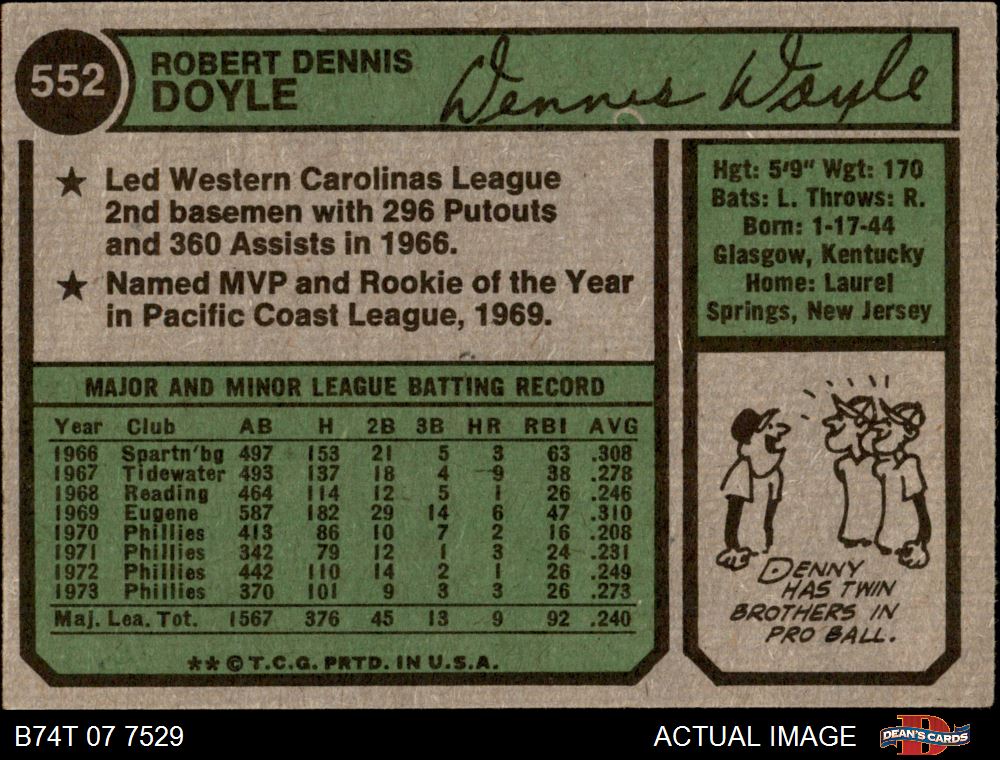 552
ROBERT DENNIS
DOYLE
Dennis Doyle
★ Led Western Carolinas League
2nd basemen with 296 Putouts
and 360 Assists in 1966.
★ Named MVP and Rookie of the Year
in Pacific Coast League, 1969.
Hgt: 5'9" Wgt: 170
Bats: L. Throws: R.
Born: 1-17-44
Glasgow, Kentucky
Home: Laurel
Springs, New Jersey
MAJOR AND MINOR LEAGUE BATTING RECORD
Year Club AB H 2B 3B HR RBI AVG
1966 Spartn'bg 497 153 21 5 3 63 .308
1967 Tidewater 493 137 18 4 9 38 .278
1968 Reading 464 114 12 5 1 26 .246
1969 Eugene 587 182 29 14 6 47 .310
1970 Phillies 413 86 10 7 2 16 .208
1971 Phillies 342 79 12 1 3 24 .231
1972 Phillies 442 110 14 2 1 26 .249
1973 Phillies 370 101 9 3 3 26 .273
Maj. Lea. Tot. 1567 376 45 13 9 92 .240
** © T.C.G. PRTD. IN U.S.A.
DENNY
HAS TWIN
BROTHERS IN
PRO BALL.
B74T 07 7529
ACTUAL IMAGE
D
DEAN'S CARDS